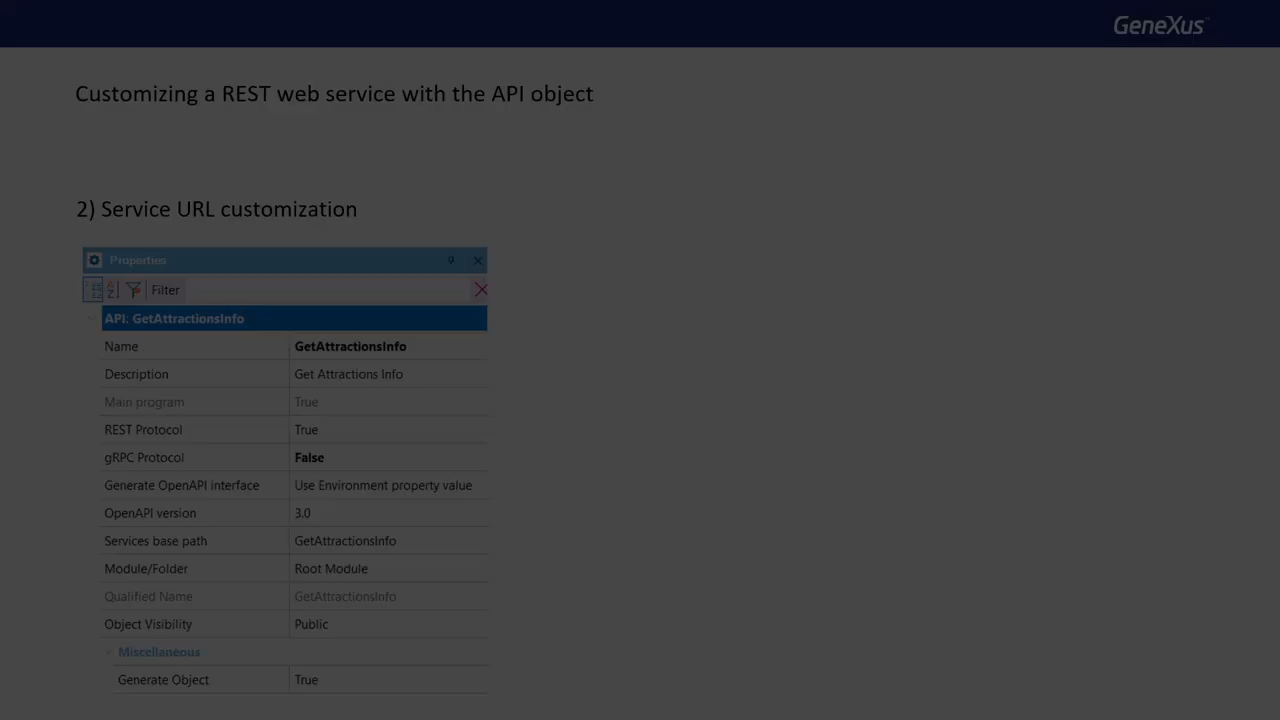 GeneXus™
Customizing a REST web service with the API object
2) Service URL customization
Properties
Filter
API: GetAttractionsInfo
Name GetAttractionsInfo
Description Get Attractions Info
Main program True
REST Protocol True
gRPC Protocol False
Generate OpenAPI interface Use Environment property value
OpenAPI version 3.0
Services base path GetAttractionsInfo
Module/Folder Root Module
Qualified Name GetAttractionsInfo
Object Visibility Public
Miscellaneous
Generate Object True